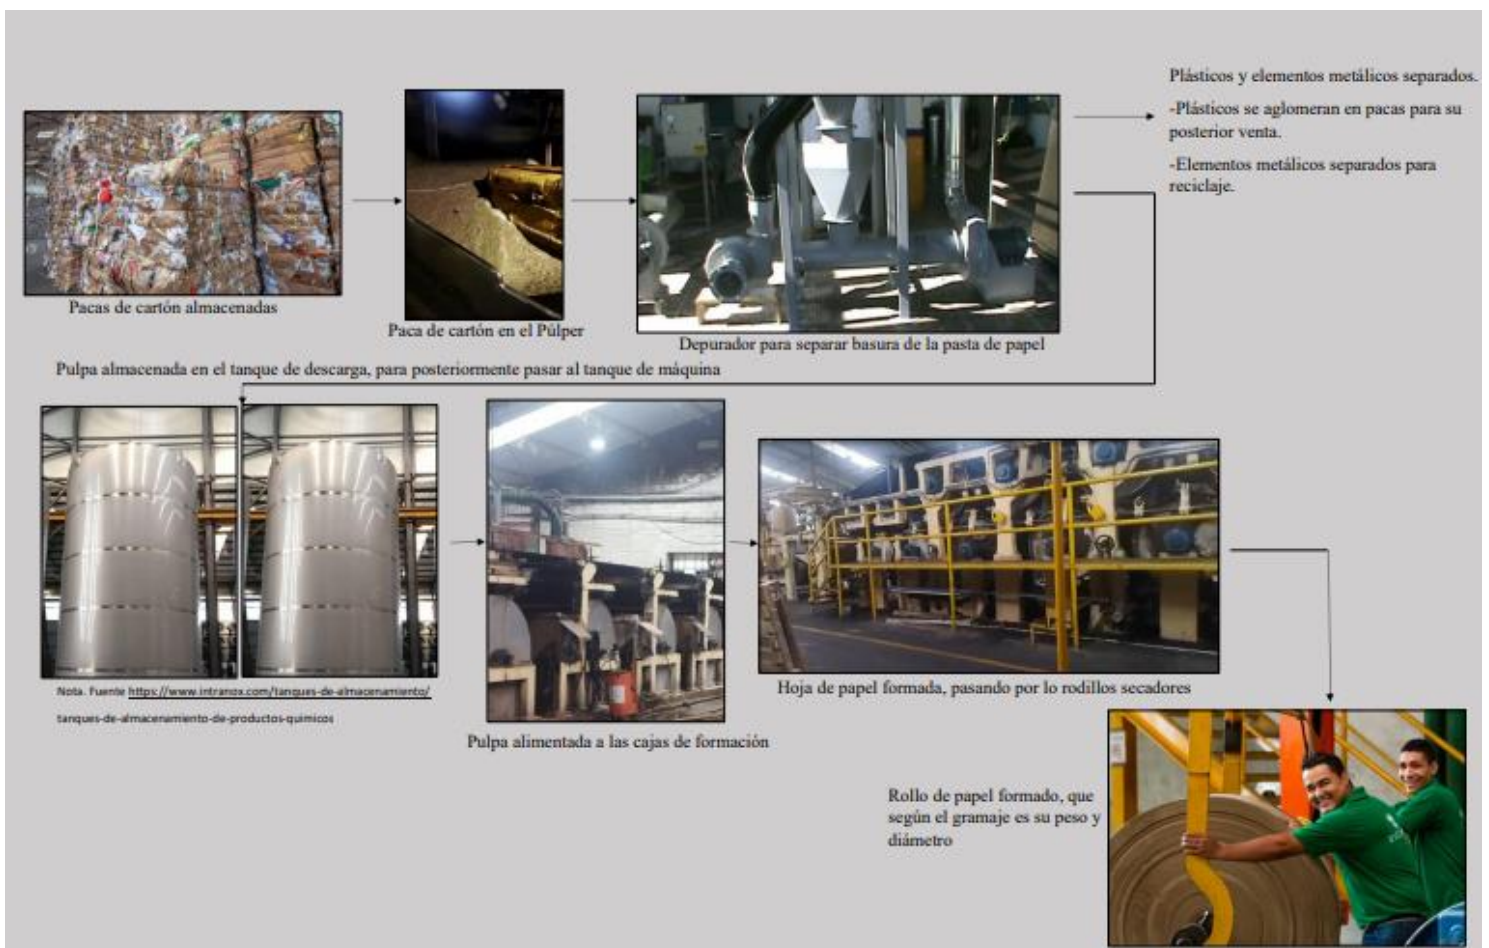 Plásticos y elementos metálicos separados.
-Plásticos se aglomeran en pacas para su
posterior venta.
-Elementos metálicos separados para
reciclaje.
Pacas de cartón almacenadas
Paca de cartón en el Púlper
Depurador para separar basura de la pasta de papel
Pulpa almacenada en el tanque de descarga, para posteriormente pasar al tanque de máquina
Nota. Fuente https://www.intranox.com/tanques-de-almacenamiento/
tanques-de-almacenamiento-de-productos-quimicos
Pulpa alimentada a las cajas de formación
Hoja de papel formada, pasando por lo rodillos secadores
Rollo de papel formado, que
según el gramaje es su peso y
diámetro